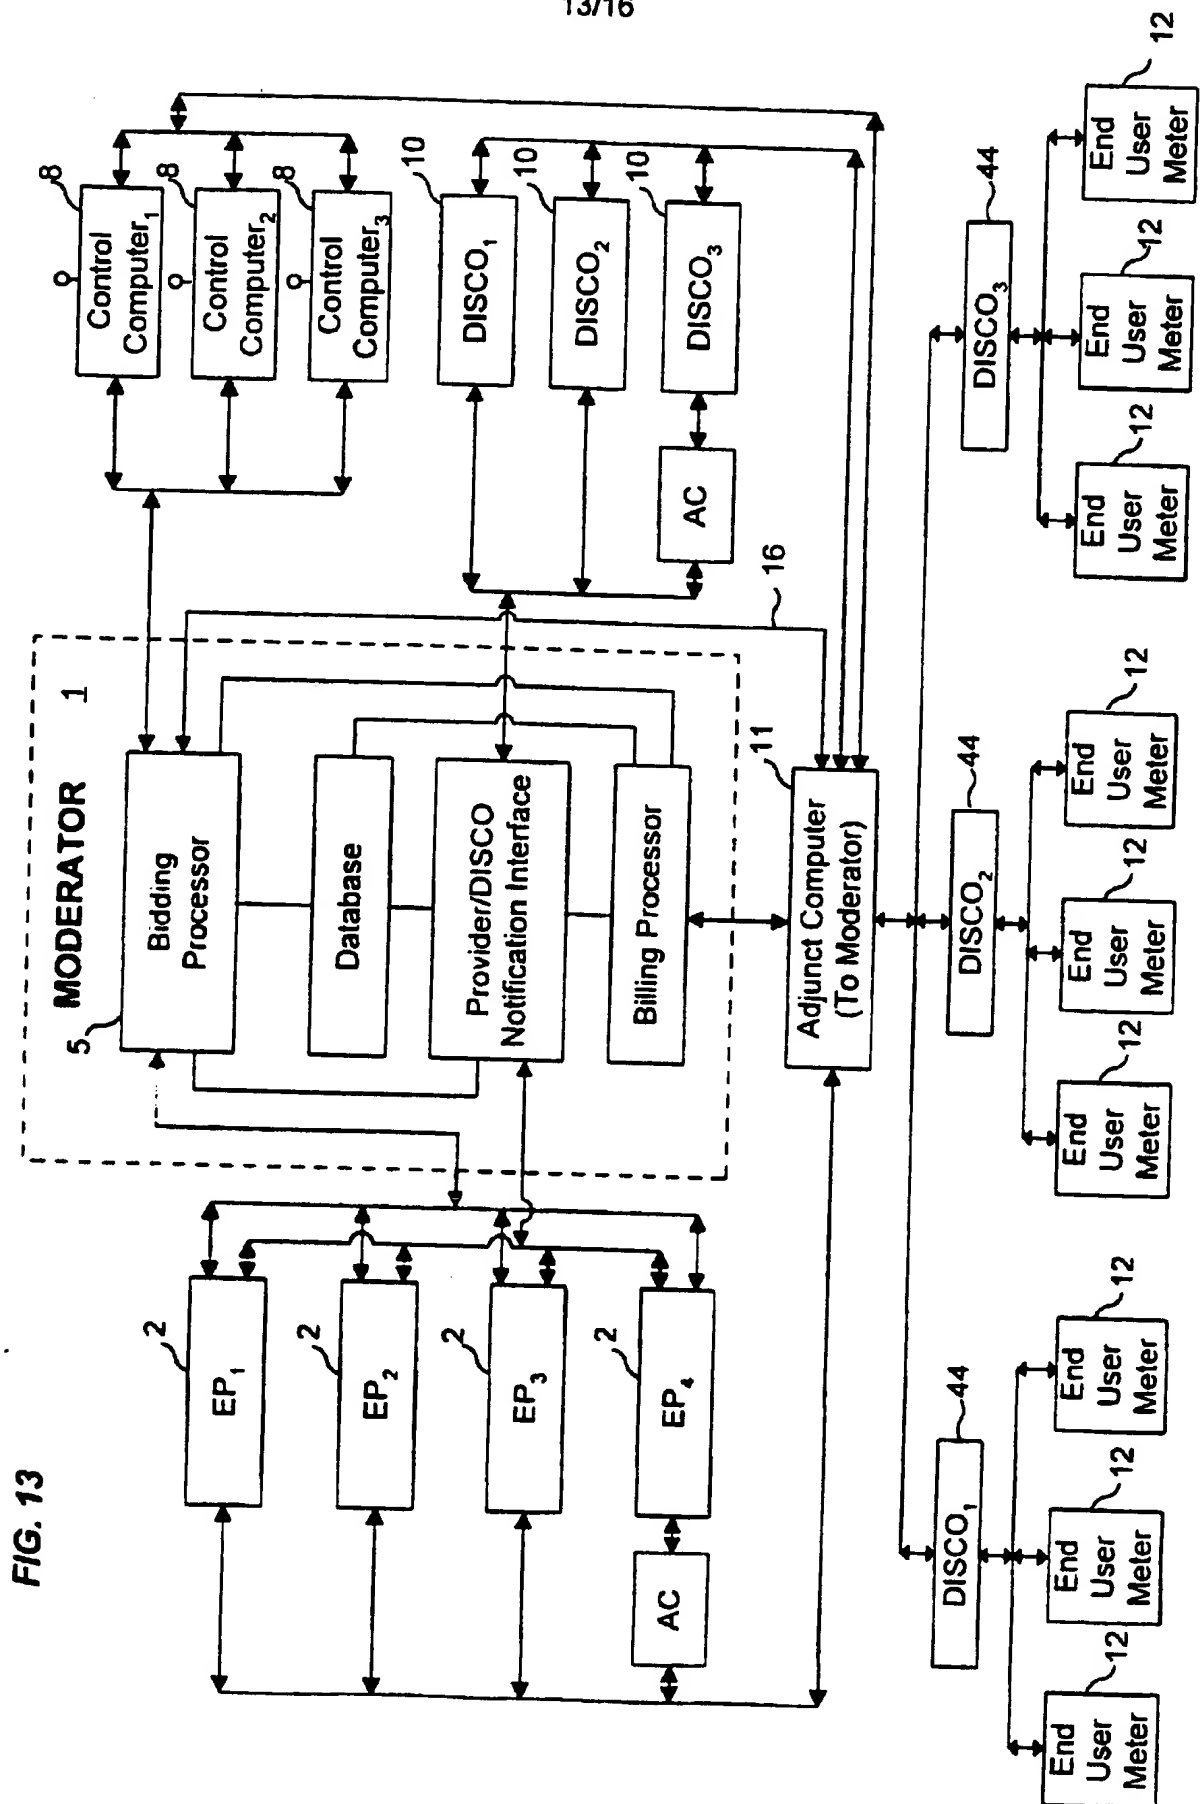 13/16
FIG. 13
MODERATOR
1
5
Bidding
Processor
Database
Provider/DISCO
Notification Interface
Billing Processor
2
EP1
2
EP2
2
EP3
2
EP4
AC
8
Control
Computer1
8
Control
Computer2
8
Control
Computer3
10
DISCO1
10
DISCO2
10
DISCO3
AC
16
11
Adjunct Computer
(To Moderator)
44
DISCO1
44
DISCO2
44
DISCO3
12
End
User
Meter
12
End
User
Meter
12
End
User
Meter
12
End
User
Meter
12
End
User
Meter
12
End
User
Meter
12
End
User
Meter
12
End
User
Meter
12
End
User
Meter